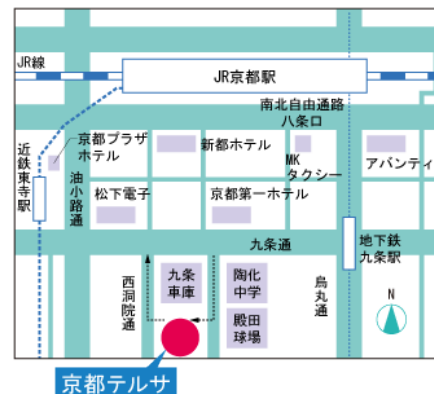 JR線
JR京都駅
南北自由通路
八条口
近鉄東寺駅
京都プラザ
ホテル
新都ホテル
MK
タクシー
アバンティ
油小路通
松下電子
京都第一ホテル
九条通
地下鉄
九条駅
西洞院通
九条
車庫
陶化
中学
烏丸通
殿田
球場
N
京都テルサ